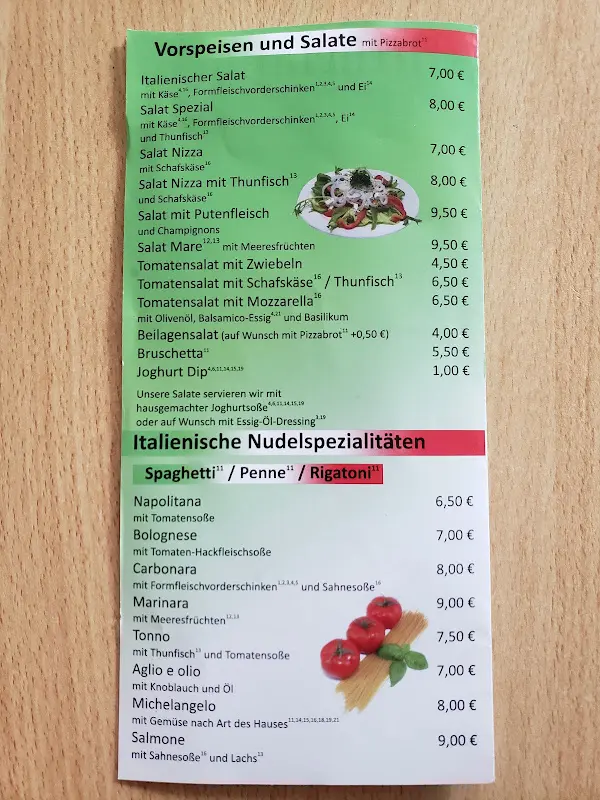 Vorspeisen und Salate mit Pizzabrot¹¹
Italienischer Salat 7,00 €
mit Käse⁴,¹⁶, Formfleischvorderschinken¹,²,³,⁴,⁵ und Ei¹⁴
Salat Spezial 8,00 €
mit Käse⁴,¹⁶, Formfleischvorderschinken¹,²,³,⁴,⁵, Ei¹⁴
und Thunfisch¹³
Salat Nizza 7,00 €
mit Schafskäse¹⁶
Salat Nizza mit Thunfisch¹³ 8,00 €
und Schafskäse¹⁶
Salat mit Putenfleisch 9,50 €
und Champignons
Salat Mare¹²,¹³ mit Meeresfrüchten 9,50 €
Tomatensalat mit Zwiebeln 4,50 €
Tomatensalat mit Schafskäse¹⁶ / Thunfisch¹³ 6,50 €
Tomatensalat mit Mozzarella¹⁶ 6,50 €
mit Olivenöl, Balsamico-Essig⁴,²¹ und Basilikum
Beilagensalat (auf Wunsch mit Pizzabrot¹¹ +0,50 €) 4,00 €
Bruschetta¹¹ 5,50 €
Joghurt Dip⁴,⁶,¹¹,¹⁴,¹⁵,¹⁹ 1,00 €
Unsere Salate servieren wir mit
hausgemachter Joghurtsoße⁴,⁶,¹¹,¹⁴,¹⁵,¹⁹
oder auf Wunsch mit Essig-Öl-Dressing³,¹⁹
Italienische Nudelspezialitäten
Spaghetti¹¹ / Penne¹¹ / Rigatoni¹¹
Napolitana 6,50 €
mit Tomatensoße
Bolognese 7,00 €
mit Tomaten-Hackfleischsoße
Carbonara 8,00 €
mit Formfleischvorderschinken¹,²,³,⁴,⁵ und Sahnesoße¹⁶
Marinara 9,00 €
mit Meeresfrüchten¹²,¹³
Tonno 7,50 €
mit Thunfisch¹³ und Tomatensoße
Aglio e olio 7,00 €
mit Knoblauch und Öl
Michelangelo 8,00 €
mit Gemüse nach Art des Hauses¹¹,¹⁴,¹⁵,¹⁶,¹⁸,¹⁹,²¹
Salmone 9,00 €
mit Sahnesoße¹⁶ und Lachs¹³